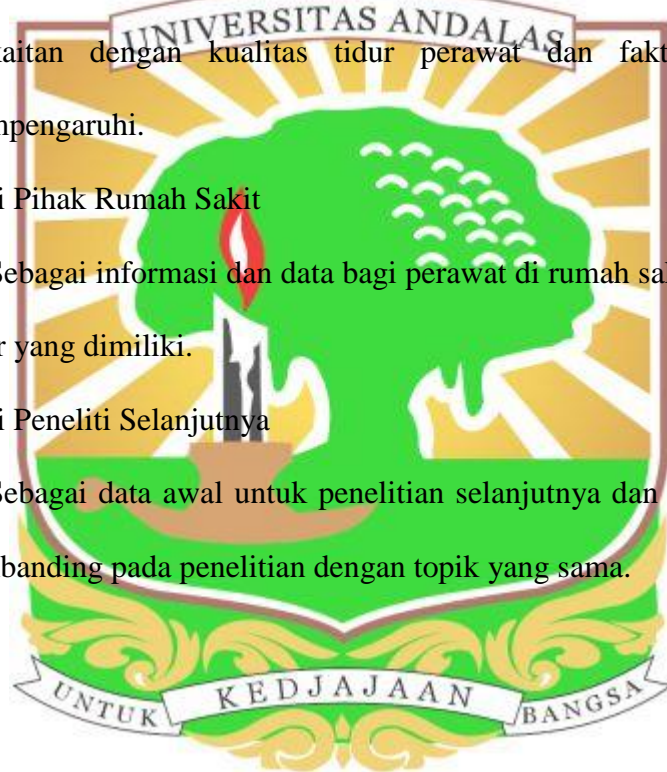 UNIVERSITAS ANDALAS
kaitan dengan kualitas tidur perawat dan fakt
npengaruhi.
i Pihak Rumah Sakit
Sebagai informasi dan data bagi perawat di rumah sak
r yang dimiliki.
i Peneliti Selanjutnya
Sebagai data awal untuk penelitian selanjutnya dan
banding pada penelitian dengan topik yang sama.
UNTUK KEDJAJAAN BANGSA